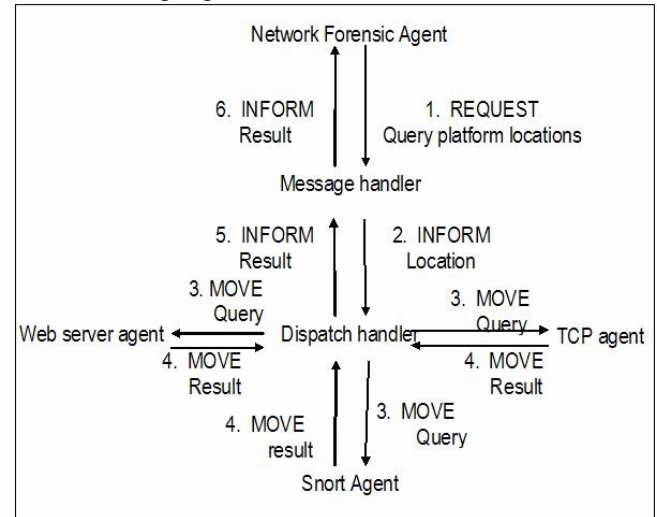 Network Forensic Agent
6. INFORM
Result
1. REQUEST
Query platform locations
Message handler
5. INFORM
Result
2. INFORM
Location
3. MOVE
Query
3. MOVE
Query
Web server agent
Dispatch handler
TCP agent
4. MOVE
Result
4. MOVE
Result
4. MOVE
result
3. MOVE
Query
Snort Agent